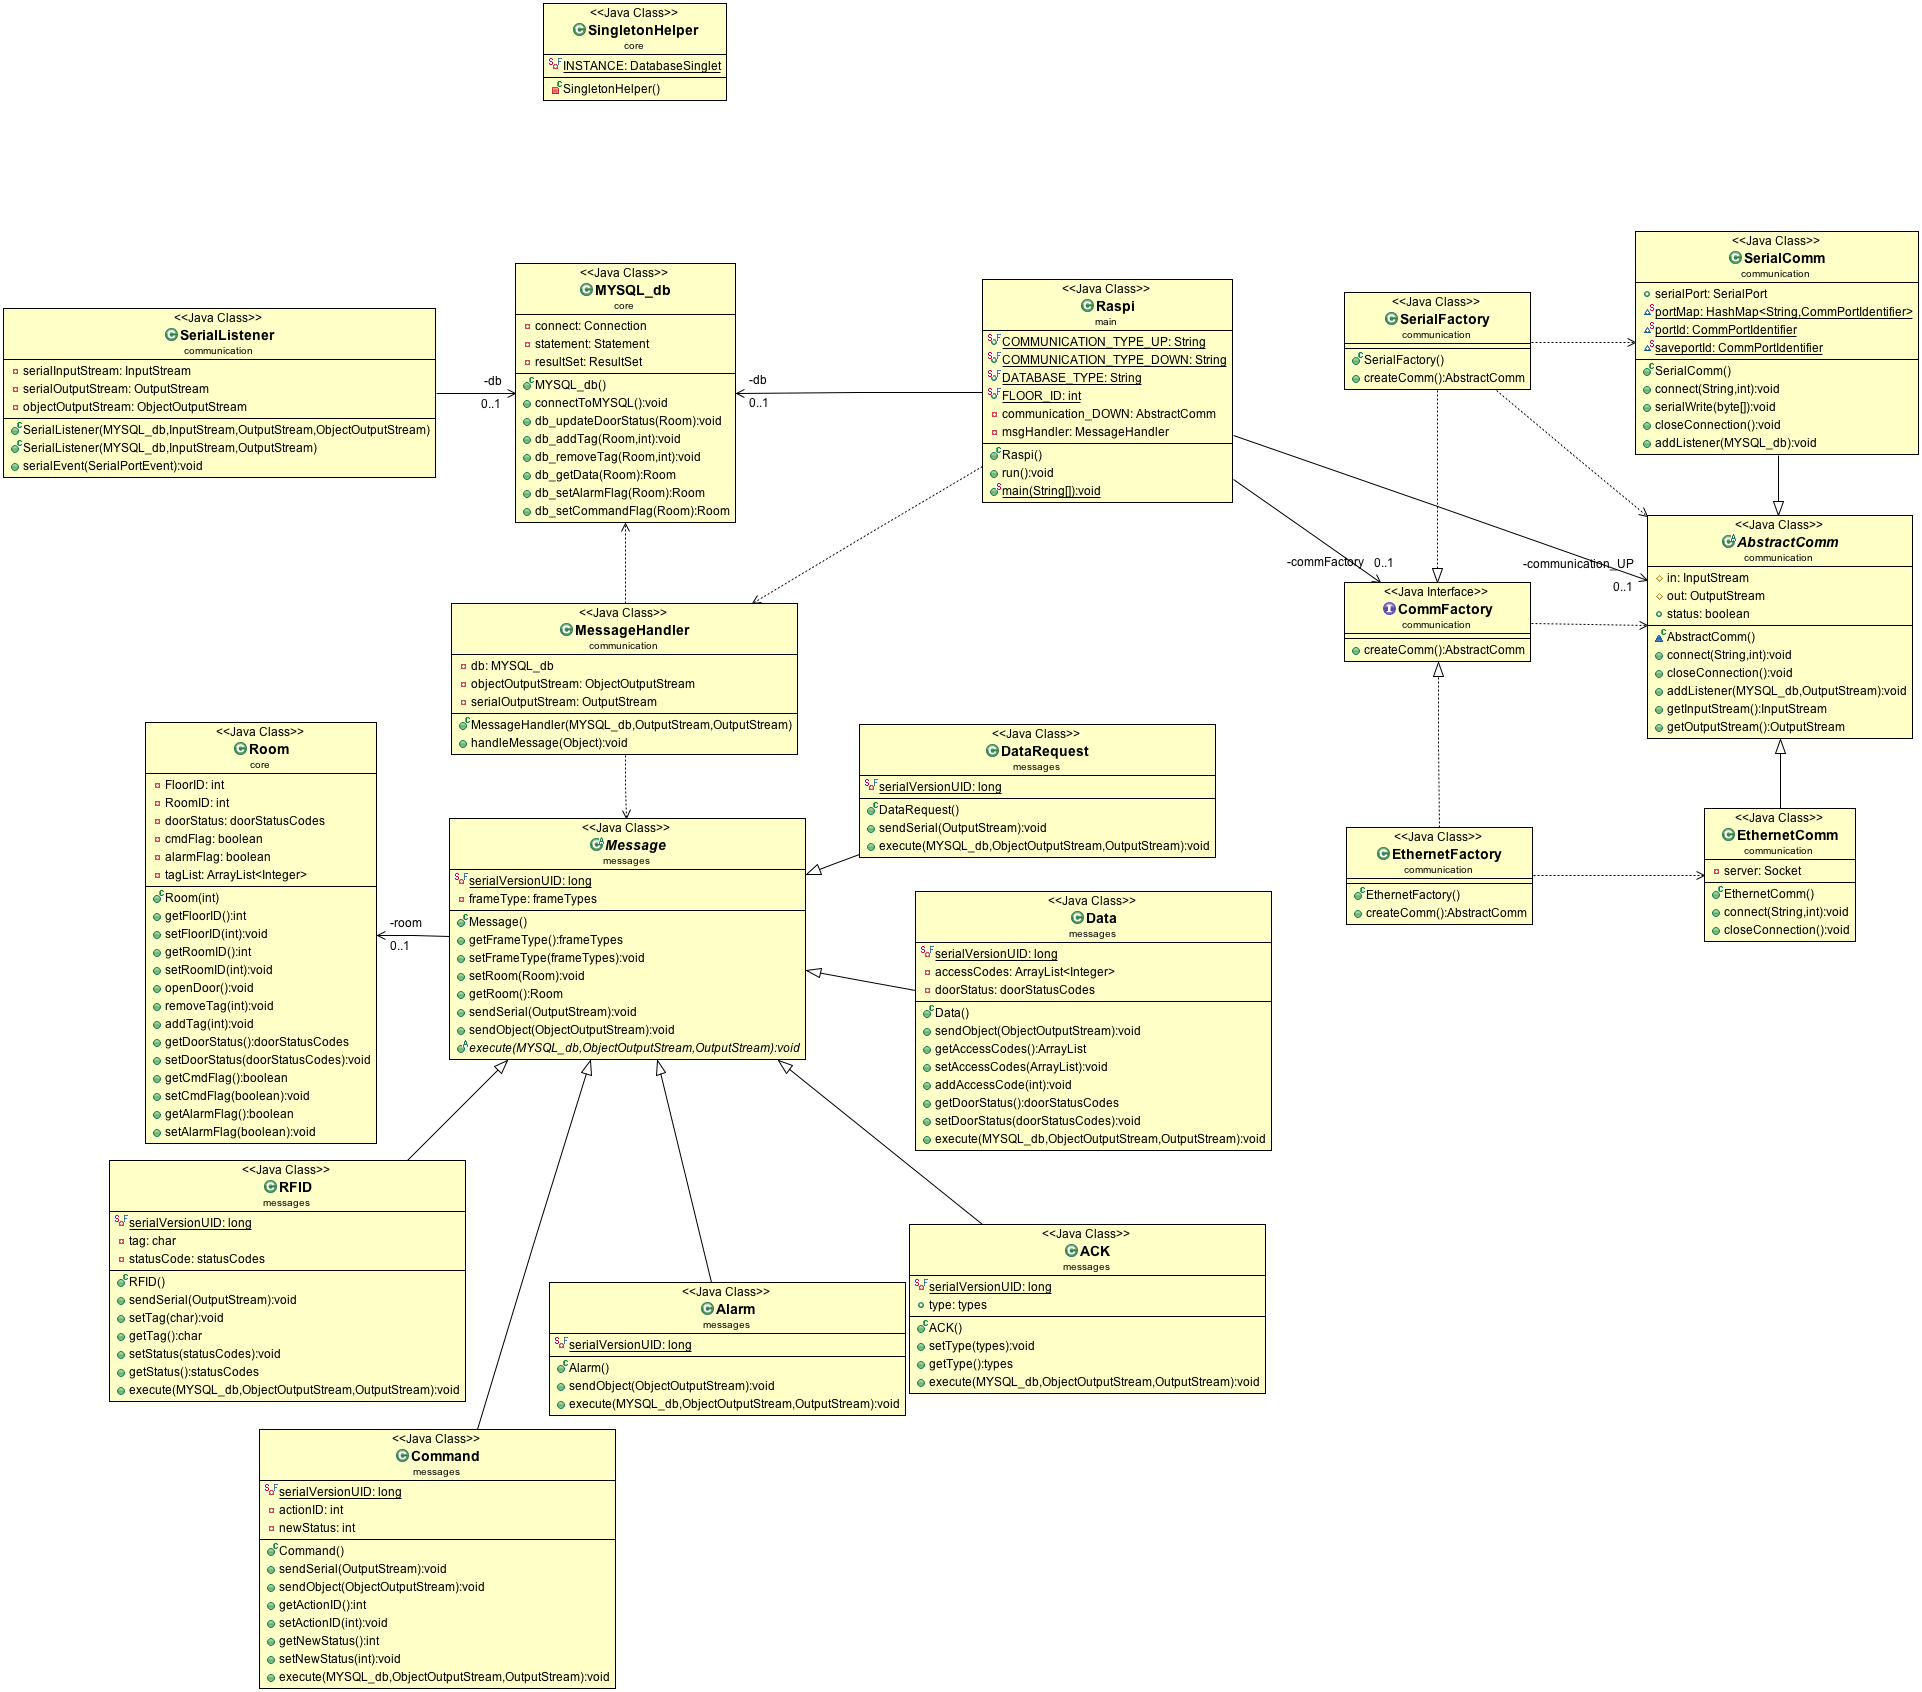 <<Java Class>>
SingletonHelper
core
INSTANCE: DatabaseSinglet
SingletonHelper()
<<Java Class>>
SerialComm
communication
serialPort: SerialPort
portMap: HashMap<String,CommPortIdentifier>
portId: CommPortIdentifier
saveportId: CommPortIdentifier
SerialComm()
connect(String,int):void
serialWrite(byte[]):void
closeConnection():void
addListener(MYSQL_db):void
<<Java Class>>
MYSQL_db
core
connect: Connection
statement: Statement
resultSet: ResultSet
MYSQL_db()
connectToMYSQL():void
db_updateDoorStatus(Room):void
db_addTag(Room,int):void
db_removeTag(Room,int):void
db_getData(Room):Room
db_setAlarmFlag(Room):Room
db_setCommandFlag(Room):Room
<<Java Class>>
Raspi
main
COMMUNICATION_TYPE_UP: String
COMMUNICATION_TYPE_DOWN: String
DATABASE_TYPE: String
FLOOR_ID: int
communication_DOWN: AbstractComm
msgHandler: MessageHandler
Raspi()
run():void
main(String[]):void
<<Java Class>>
SerialFactory
communication
SerialFactory()
createComm():AbstractComm
<<Java Class>>
SerialListener
communication
serialInputStream: InputStream
serialOutputStream: OutputStream
objectOutputStream: ObjectOutputStream
SerialListener(MYSQL_db,InputStream,OutputStream,ObjectOutputStream)
SerialListener(MYSQL_db,InputStream,OutputStream)
serialEvent(SerialPortEvent):void
-db
0..1
-db
0..1
-commFactory
0..1
-communication_UP
0..1
<<Java Class>>
AbstractComm
communication
in: InputStream
out: OutputStream
status: boolean
AbstractComm()
connect(String,int):void
closeConnection():void
addListener(MYSQL_db,OutputStream):void
getInputStream():InputStream
getOutputStream():OutputStream
<<Java Interface>>
CommFactory
communication
createComm():AbstractComm
<<Java Class>>
MessageHandler
communication
db: MYSQL_db
objectOutputStream: ObjectOutputStream
serialOutputStream: OutputStream
MessageHandler(MYSQL_db,OutputStream,OutputStream)
handleMessage(Object):void
<<Java Class>>
Room
core
FloorID: int
RoomID: int
doorStatus: doorStatusCodes
cmdFlag: boolean
alarmFlag: boolean
tagList: ArrayList<Integer>
Room(int)
getFloorID():int
setFloorID(int):void
getRoomID():int
setRoomID(int):void
openDoor():void
removeTag(int):void
addTag(int):void
getDoorStatus():doorStatusCodes
setDoorStatus(doorStatusCodes):void
getCmdFlag():boolean
setCmdFlag(boolean):void
getAlarmFlag():boolean
setAlarmFlag(boolean):void
-room
0..1
<<Java Class>>
DataRequest
messages
serialVersionUID: long
DataRequest()
sendSerial(OutputStream):void
execute(MYSQL_db,ObjectOutputStream,OutputStream):void
<<Java Class>>
Message
messages
serialVersionUID: long
frameType: frameTypes
Message()
getFrameType():frameTypes
setFrameType(frameTypes):void
setRoom(Room):void
getRoom():Room
sendSerial(OutputStream):void
sendObject(ObjectOutputStream):void
execute(MYSQL_db,ObjectOutputStream,OutputStream):void
<<Java Class>>
EthernetFactory
communication
EthernetFactory()
createComm():AbstractComm
<<Java Class>>
EthernetComm
communication
server: Socket
EthernetComm()
connect(String,int):void
closeConnection():void
<<Java Class>>
Data
messages
serialVersionUID: long
accessCodes: ArrayList<Integer>
doorStatus: doorStatusCodes
Data()
sendObject(ObjectOutputStream):void
getAccessCodes():ArrayList
setAccessCodes(ArrayList):void
addAccessCode(int):void
getDoorStatus():doorStatusCodes
setDoorStatus(doorStatusCodes):void
execute(MYSQL_db,ObjectOutputStream,OutputStream):void
<<Java Class>>
RFID
messages
serialVersionUID: long
tag: char
statusCode: statusCodes
RFID()
sendSerial(OutputStream):void
setTag(char):void
getTag():char
setStatus(statusCodes):void
getStatus():statusCodes
execute(MYSQL_db,ObjectOutputStream,OutputStream):void
<<Java Class>>
Alarm
messages
serialVersionUID: long
Alarm()
sendObject(ObjectOutputStream):void
execute(MYSQL_db,ObjectOutputStream,OutputStream):void
<<Java Class>>
ACK
messages
serialVersionUID: long
type: types
ACK()
setType(types):void
getType():types
execute(MYSQL_db,ObjectOutputStream,OutputStream):void
<<Java Class>>
Command
messages
serialVersionUID: long
actionID: int
newStatus: int
Command()
sendSerial(OutputStream):void
sendObject(ObjectOutputStream):void
getActionID():int
setActionID(int):void
getNewStatus():int
setNewStatus(int):void
execute(MYSQL_db,ObjectOutputStream,OutputStream):void